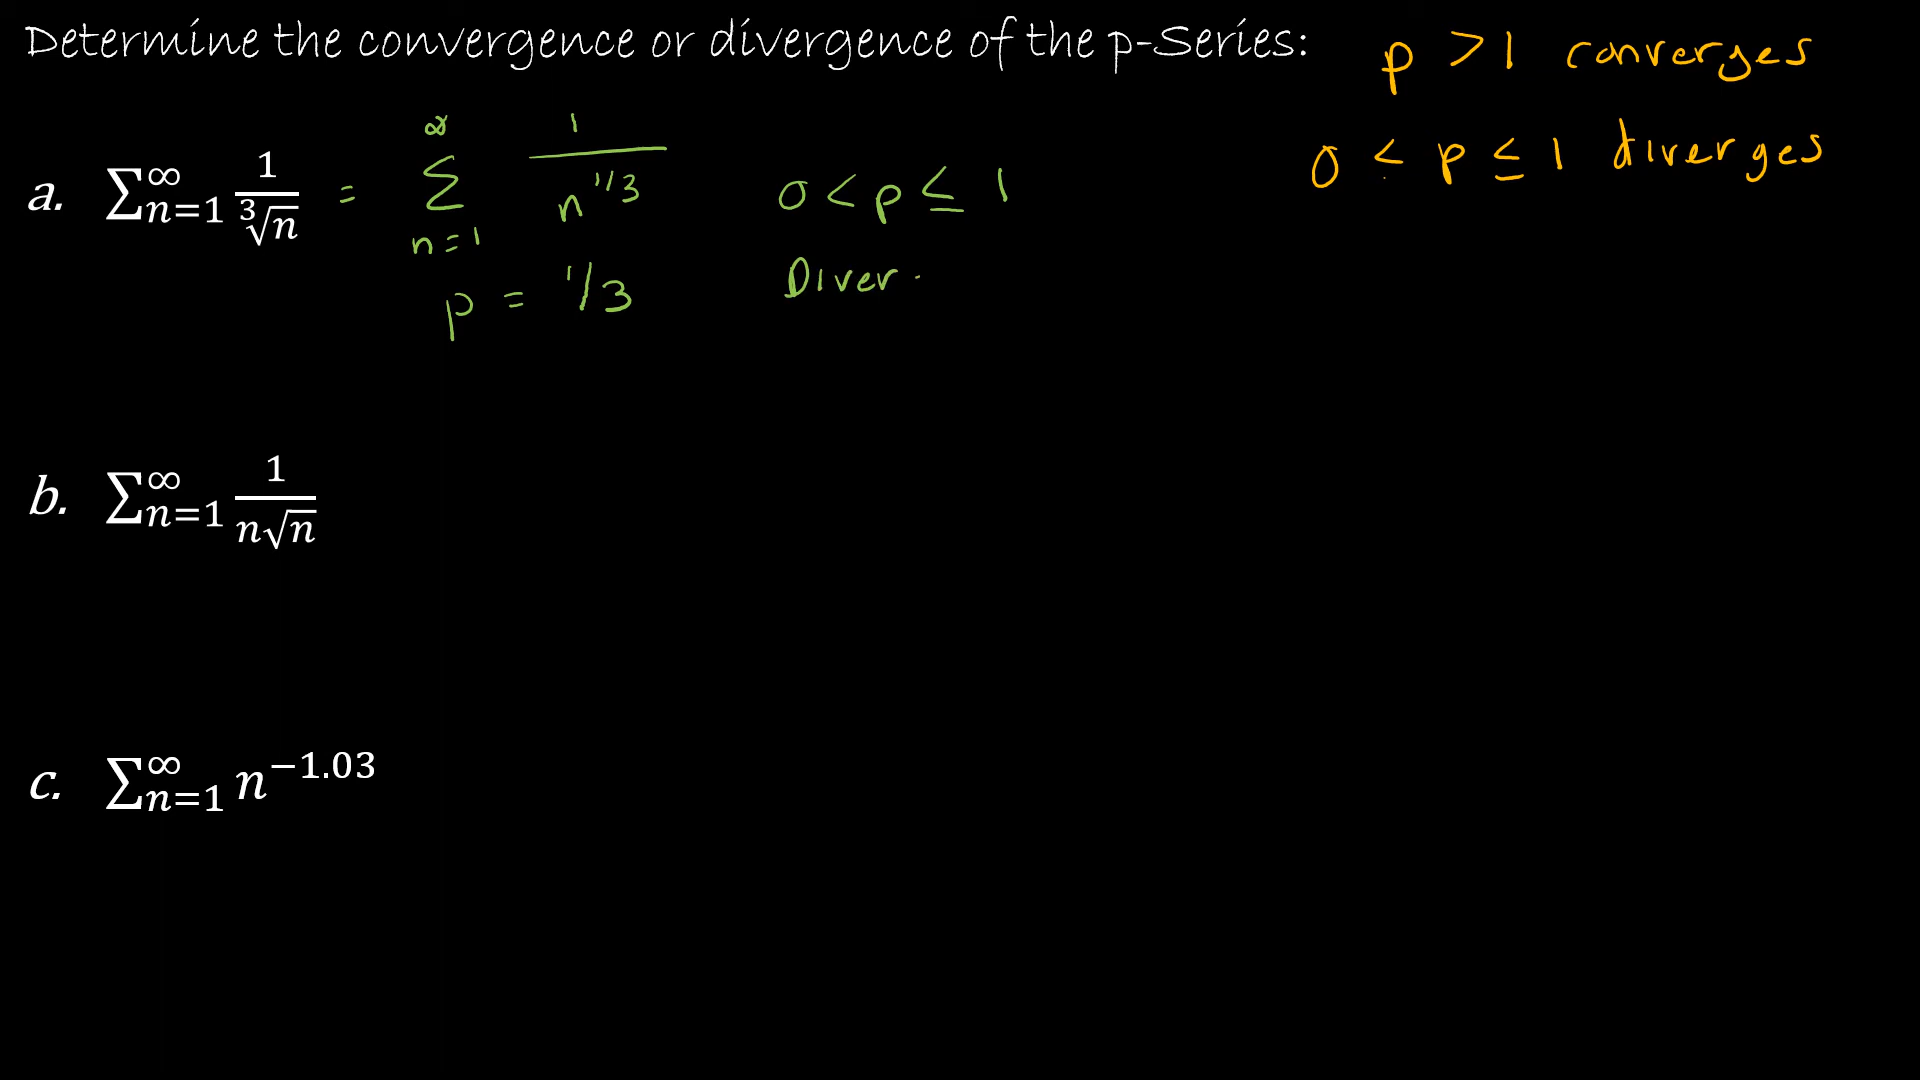 Determine the convergence or divergence of the p-Series:
p > 1 converges
0 < p ≤ 1 diverges
a. ∑_{n=1}^{∞} 1/∛n = ∑_{n=1}^{∞} 1/n^{1/3}
0 < p ≤ 1
p = 1/3
Diver.
b. ∑_{n=1}^{∞} 1/(n√n)
c. ∑_{n=1}^{∞} n^{-1.03}